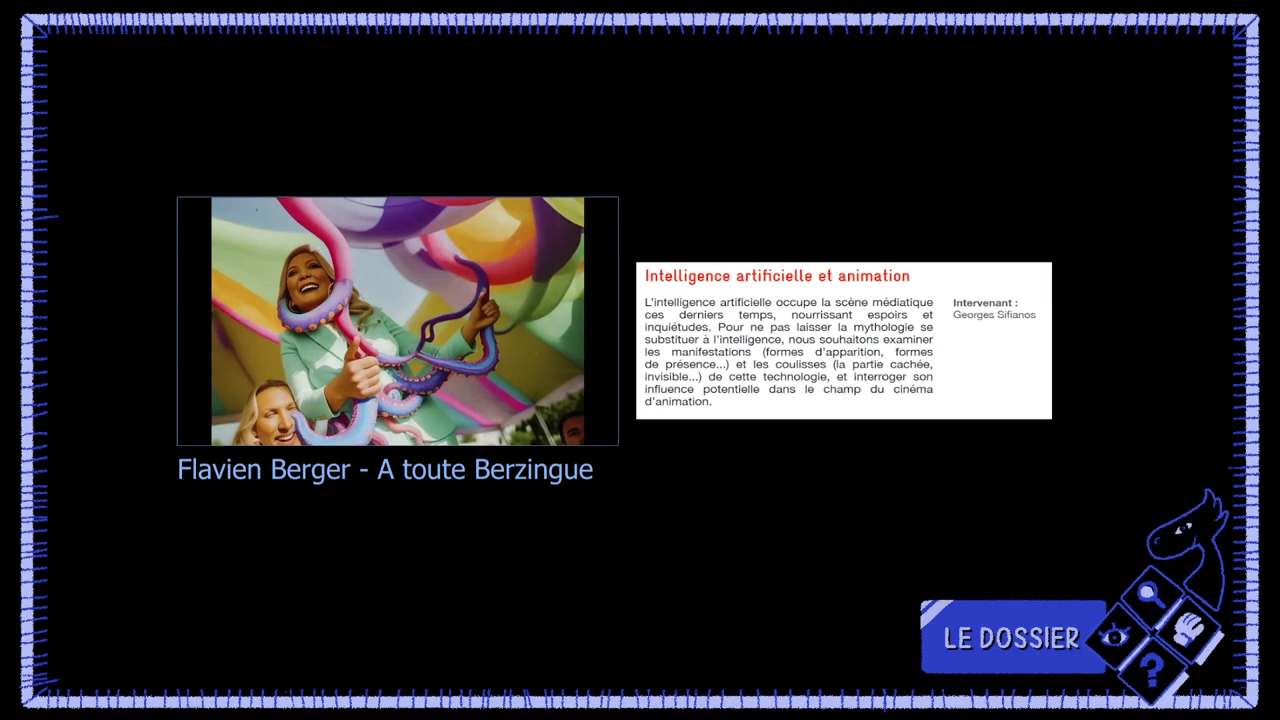 Intelligence artificielle et animation
L'intelligence artificielle occupe la scène médiatique
ces derniers temps, nourrissant espoirs et
inquiétudes. Pour ne pas laisser la mythologie se
substituer à l'intelligence, nous souhaitons examiner
les manifestations (formes d'apparition, formes
de présence...) et les coulisses (la partie cachée,
invisible...) de cette technologie, et interroger son
influence potentielle dans le champ du cinéma
d'animation.
Intervenant :
Georges Sifianos
Flavien Berger - A toute Berzingue
LE DOSSIER
?